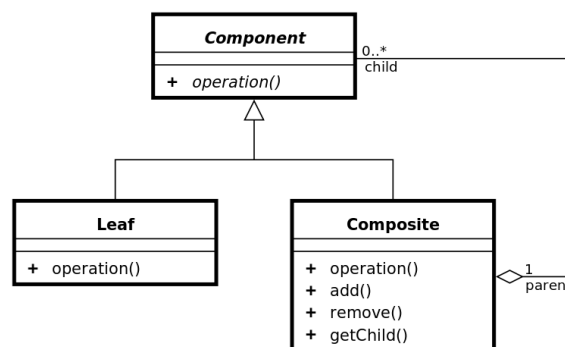 Component
+ operation()
0..*
child
Leaf
+ operation()
Composite
+ operation()
+ add()
+ remove()
+ getChild()
1
paren